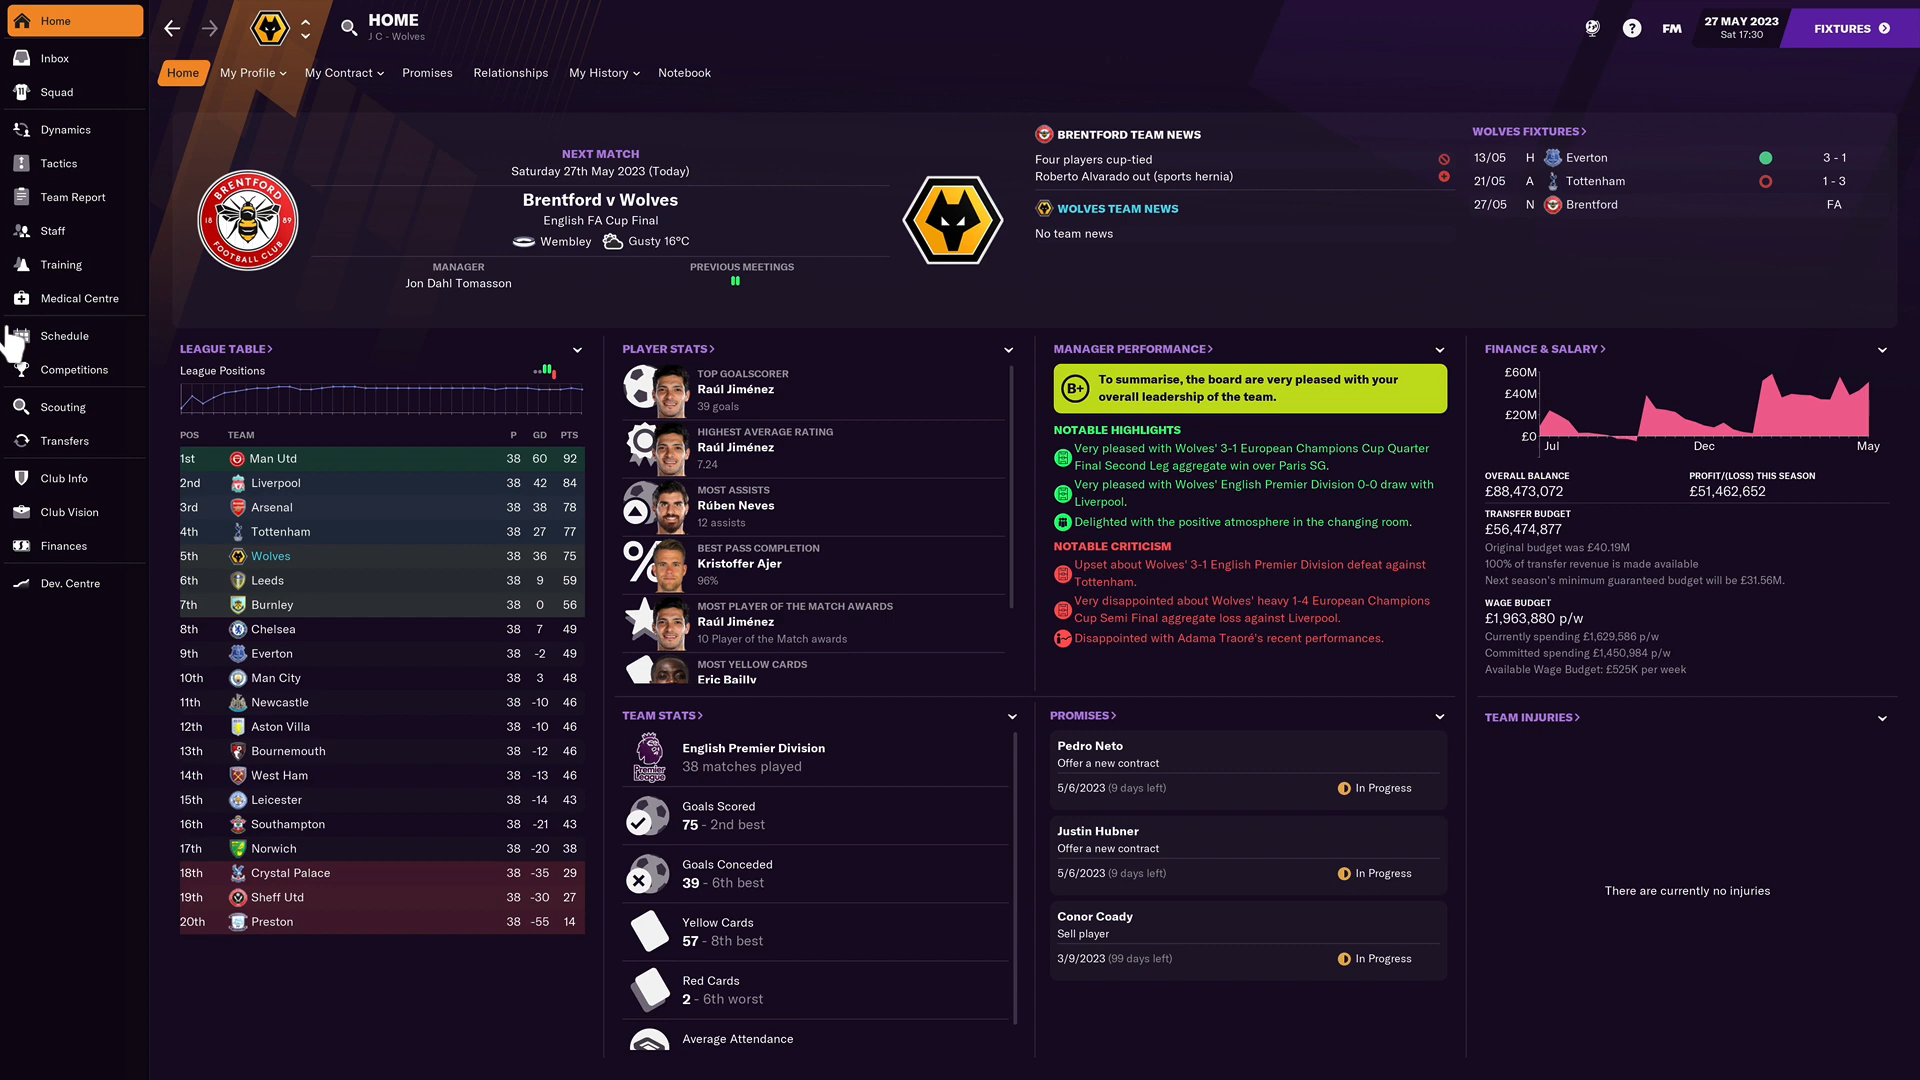 Home
Inbox
Squad
Dynamics
Tactics
Team Report
Staff
Training
Medical Centre
Schedule
Competitions
Scouting
Transfers
Club Info
Club Vision
Finances
Dev. Centre
HOME
J C - Wolves
FM
27 MAY 2023
Sat 17:30
FIXTURES
Home
My Profile
My Contract
Promises
Relationships
My History
Notebook
BRENTFORD
18 89
FOOTBALL CLUB
NEXT MATCH
Saturday 27th May 2023 (Today)
Brentford v Wolves
English FA Cup Final
Wembley Gusty 16°C
MANAGER
Jon Dahl Tomasson
PREVIOUS MEETINGS
BRENTFORD TEAM NEWS
Four players cup-tied
Roberto Alvarado out (sports hernia)
WOLVES TEAM NEWS
No team news
WOLVES FIXTURES>
13/05 H Everton 3 - 1
21/05 A Tottenham 1 - 3
27/05 N Brentford FA
LEAGUE TABLE>
League Positions
POS TEAM P GD PTS
1st Man Utd 38 60 92
2nd Liverpool 38 42 84
3rd Arsenal 38 38 78
4th Tottenham 38 27 77
5th Wolves 38 36 75
6th Leeds 38 9 59
7th Burnley 38 0 56
8th Chelsea 38 7 49
9th Everton 38 -2 49
10th Man City 38 3 48
11th Newcastle 38 -10 46
12th Aston Villa 38 -10 46
13th Bournemouth 38 -12 46
14th West Ham 38 -13 46
15th Leicester 38 -14 43
16th Southampton 38 -21 43
17th Norwich 38 -20 38
18th Crystal Palace 38 -35 29
19th Sheff Utd 38 -30 27
20th Preston 38 -55 14
PLAYER STATS>
TOP GOALSCORER
Raúl Jiménez
39 goals
HIGHEST AVERAGE RATING
Raúl Jiménez
7.24
MOST ASSISTS
Rúben Neves
12 assists
%
BEST PASS COMPLETION
Kristoffer Ajer
96%
MOST PLAYER OF THE MATCH AWARDS
Raúl Jiménez
10 Player of the Match awards
MOST YELLOW CARDS
Eric Bailly
TEAM STATS>
Premier League
English Premier Division
38 matches played
Goals Scored
75 - 2nd best
Goals Conceded
39 - 6th best
Yellow Cards
57 - 8th best
Red Cards
2 - 6th worst
Average Attendance
MANAGER PERFORMANCE>
B+
To summarise, the board are very pleased with your
overall leadership of the team.
NOTABLE HIGHLIGHTS
Very pleased with Wolves' 3-1 European Champions Cup Quarter
Final Second Leg aggregate win over Paris SG.
Very pleased with Wolves' English Premier Division 0-0 draw with
Liverpool.
Delighted with the positive atmosphere in the changing room.
NOTABLE CRITICISM
Upset about Wolves' 3-1 English Premier Division defeat against
Tottenham.
Very disappointed about Wolves' heavy 1-4 European Champions
Cup Semi Final aggregate loss against Liverpool.
Disappointed with Adama Traoré's recent performances.
PROMISES>
Pedro Neto
Offer a new contract
5/6/2023 (9 days left) In Progress
Justin Hubner
Offer a new contract
5/6/2023 (9 days left) In Progress
Conor Coady
Sell player
3/9/2023 (99 days left) In Progress
FINANCE & SALARY>
£60M
£40M
£20M
£0
Jul Dec May
OVERALL BALANCE
£88,473,072
PROFIT/(LOSS) THIS SEASON
£51,462,652
TRANSFER BUDGET
£56,474,877
Original budget was £40.19M
100% of transfer revenue is made available
Next season's minimum guaranteed budget will be £31.56M.
WAGE BUDGET
£1,963,880 p/w
Currently spending £1,629,586 p/w
Committed spending £1,450,984 p/w
Available Wage Budget: £525K per week
TEAM INJURIES>
There are currently no injuries